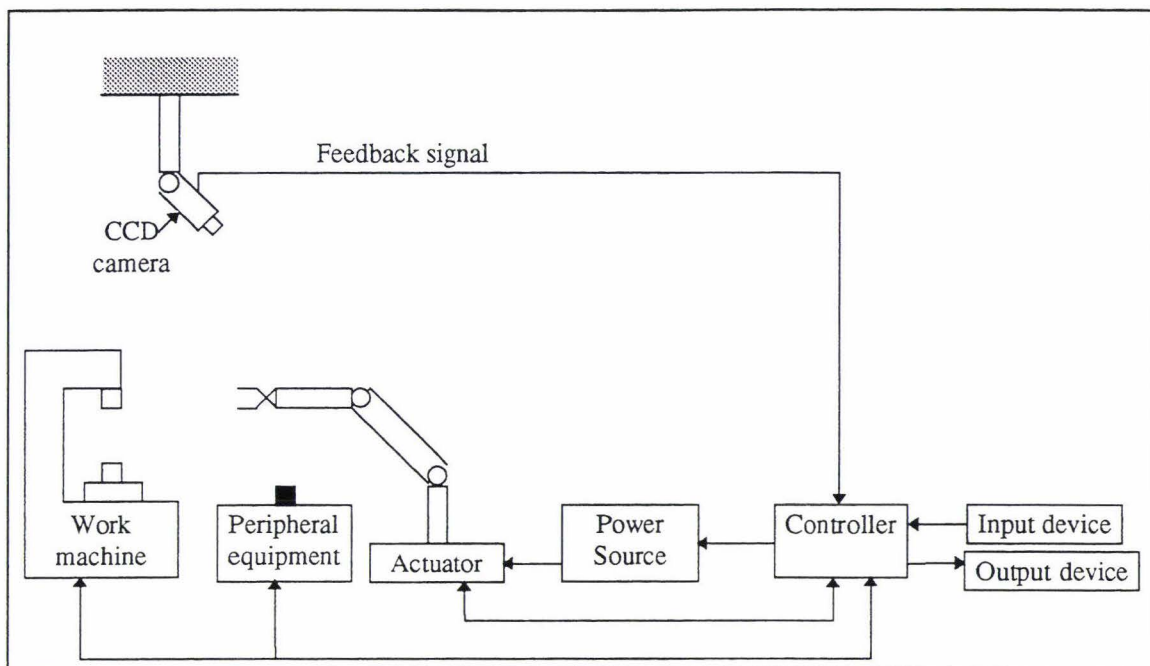 Feedback signal
CCD
camera
Work
machine
Peripheral
equipment
Actuator
Power
Source
Controller
Input device
Output device